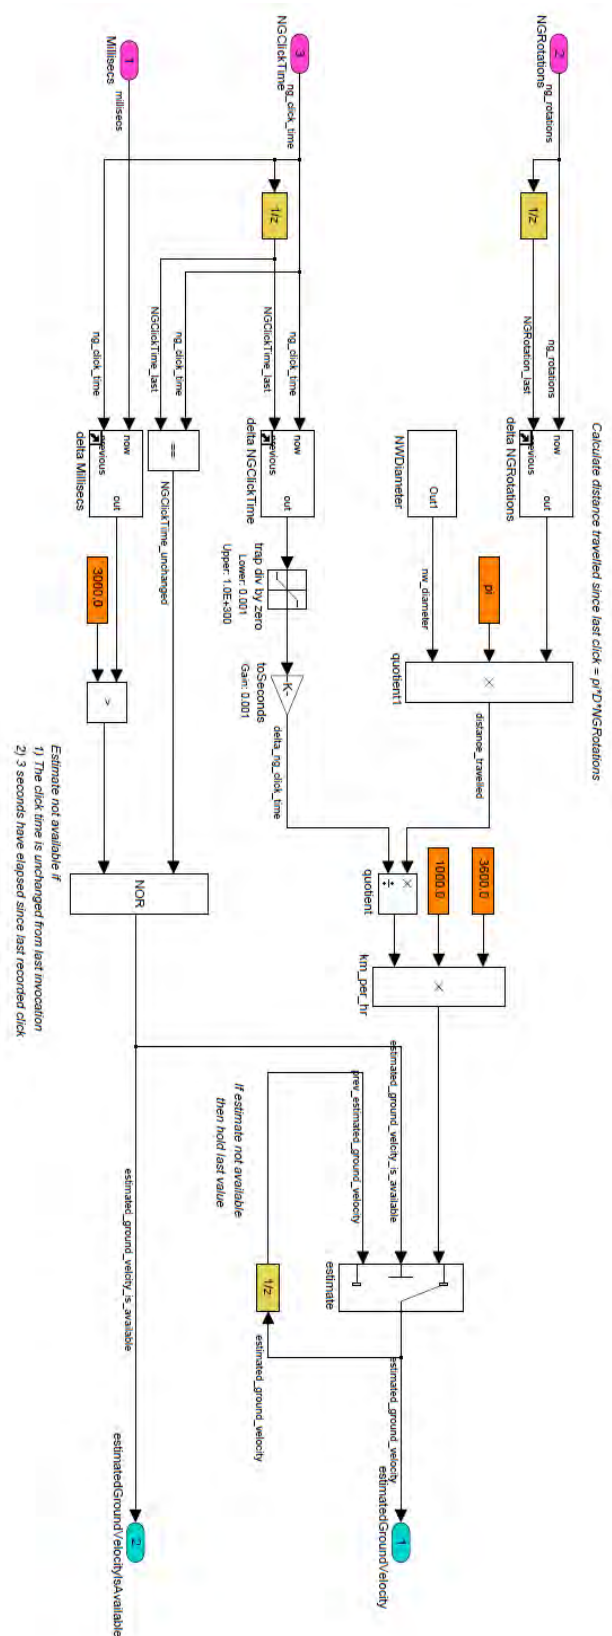 Calculate distance travelled since last click = pi*D*NGRotations
2
NGRotations
ng_rotations
1/z
ng_rotations
NGRotation_last
now
previous
out
delta NGRotations
Out1
NWDiameter
nw_diameter
pi
×
quotient1
distance_travelled
3600.0
1000.0
×
÷
quotient
×
km_per_hr
3
NGClickTime
ng_click_time
1/z
ng_click_time
NGClickTime_last
now
previous
out
delta NGClickTime
trap div by zero
Lower: 0.001
Upper: 1.0E+300
-K-
toSeconds
Gain: 0.001
delta_ng_click_time
estimated_ground_velcity_is_available
prev_estimated_ground_velocity
estimate
estimated_ground_velocity
1
estimatedGroundVelocity
If estimate not available
then hold last value
1/z
estimated_ground_velocity
ng_click_time
NGClickTime_last
==
NGClickTime_unchanged
1
Millisecs
millisecs
ng_click_time
now
previous
out
delta Millisecs
3000.0
>
NOR
estimated_ground_velcity_is_available
2
estimatedGroundVelocityIsAvailable
Estimate not available if
1) The click time is unchanged from last invocation
2) 3 seconds have elapsed since last recorded click